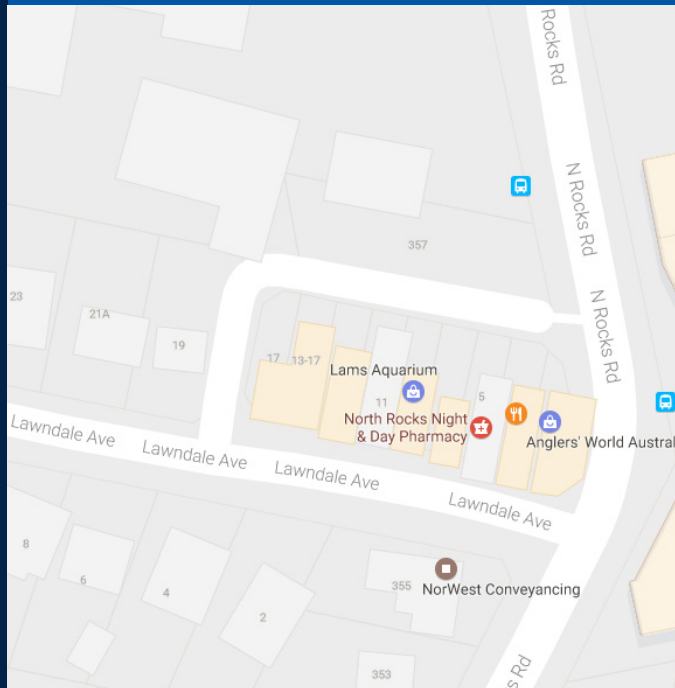 Rocks Rd
N Rocks Rd
357
N Rocks Rd
23
21A
19
17
13-17
Lams Aquarium
11
5
North Rocks Night
& Day Pharmacy
Anglers' World Austral
Lawndale Ave
Lawndale Ave
Lawndale Ave
Lawndale Ave
8
6
4
2
355
NorWest Conveyancing
353
s Rd